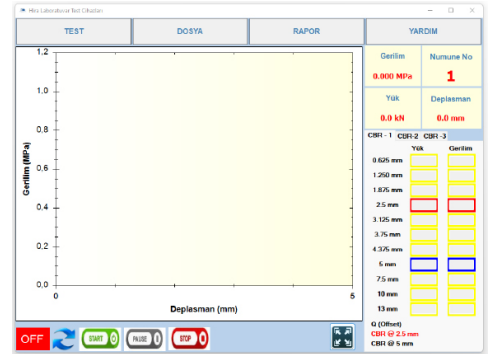 Hira Laboratuvar Test Cihazları
TEST DOSYA RAPOR YARDIM
Gerilim Numune No
0.000 MPa 1
Yük Deplasman
0.0 kN 0.0 mm
CBR - 1 CBR-2 CBR -3
Yük Gerilim
0.625 mm
1.250 mm
1.875 mm
2.5 mm
3.125 mm
3.75 mm
4.375 mm
5 mm
7.5 mm
10 mm
13 mm
Q (Offset)
CBR @ 2.5 mm
CBR @ 5 mm
Gerilim (MPa)
1,2
1,0
0,8
0,6
0,4
0,2
0,0
0 5
Deplasman (mm)
OFF START PAUSE STOP